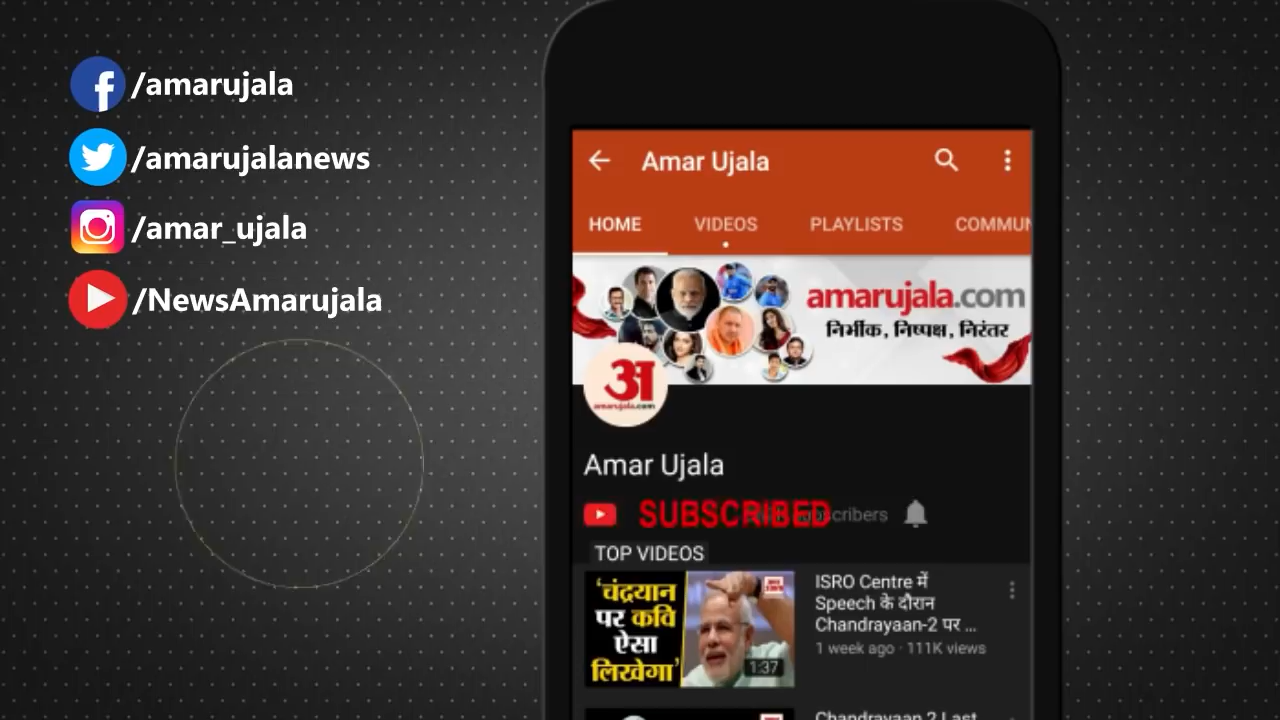 /amarujala
/amarujalanews
/amar_ujala
/NewsAmarujala
Amar Ujala
HOME VIDEOS PLAYLISTS COMMUN
amarujala.com
निर्भीक, निष्पक्ष, निरंतर
अ
amarujala.com
Amar Ujala
SUBSCRIBED
TOP VIDEOS
'चंद्रयान
पर कवि
ऐसा
लिखेगा'
1:37
ISRO Centre में
Speech के दौरान
Chandrayaan-2 पर ...
1 week ago · 111K views
Chandrayaan 2 Last